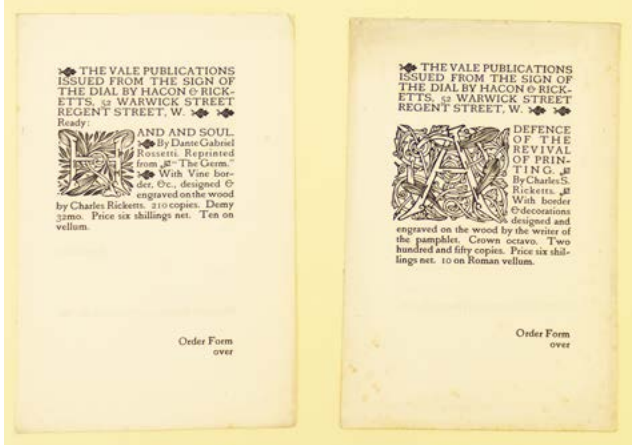 THE VALE PUBLICATIONS
ISSUED FROM THE SIGN OF
THE DIAL BY HACON & RICK-
ETTS, 52 WARWICK STREET
REGENT STREET, W.
Ready:
HAND AND SOUL.
By Dante Gabriel
Rossetti. Reprinted
from "The Germ."
With Vine bor-
der, &c., designed &
engraved on the wood
by Charles Ricketts. 210 copies. Demy
32mo. Price six shillings net. Ten on
vellum.
Order Form
over
THE VALE PUBLICATIONS
ISSUED FROM THE SIGN OF
THE DIAL BY HACON & RICK-
ETTS, 52 WARWICK STREET
REGENT STREET, W.
A DEFENCE
OF THE
REVIVAL
OF PRIN-
TING.
By Charles S.
Ricketts.
With border
& decorations
designed and
engraved on the wood by the writer of
the pamphlet. Crown octavo. Two
hundred and fifty copies. Price six shil-
lings net. 10 on Roman vellum.
Order Form
over